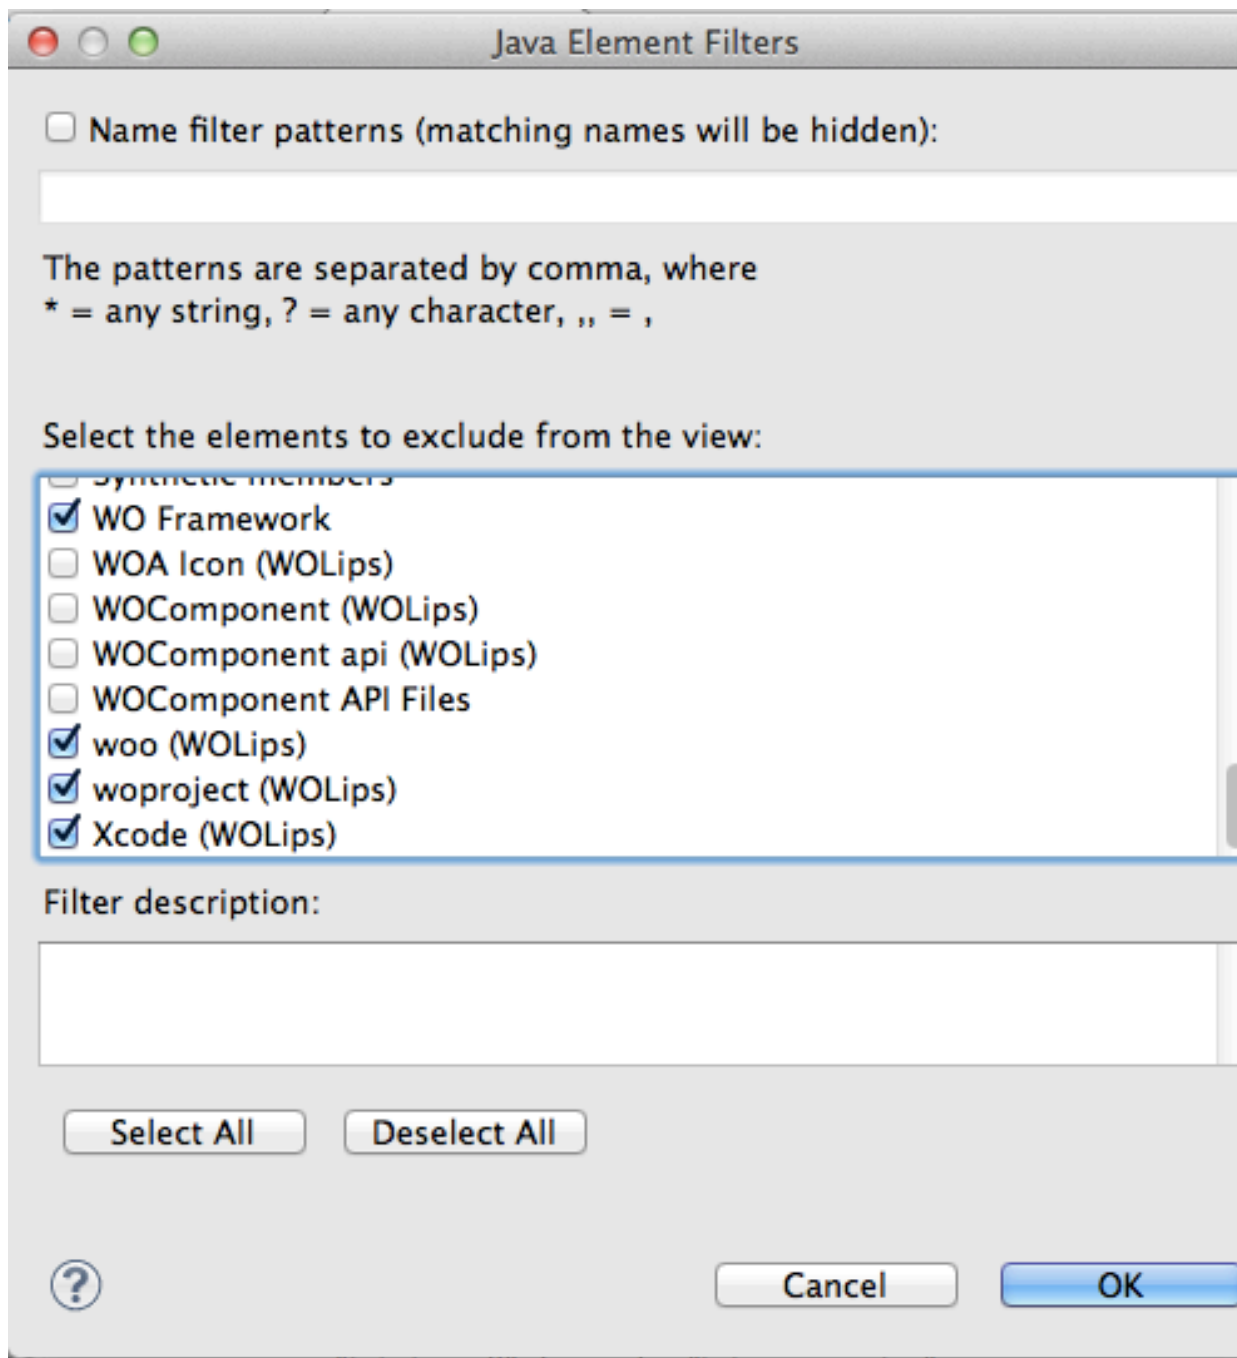 Java Element Filters
Name filter patterns (matching names will be hidden):
The patterns are separated by comma, where
* = any string, ? = any character, ,, = ,
Select the elements to exclude from the view:
Synthetic members
WO Framework
WOA Icon (WOLips)
WOComponent (WOLips)
WOComponent api (WOLips)
WOComponent API Files
woo (WOLips)
woproject (WOLips)
Xcode (WOLips)
Filter description:
Select All Deselect All
? Cancel OK